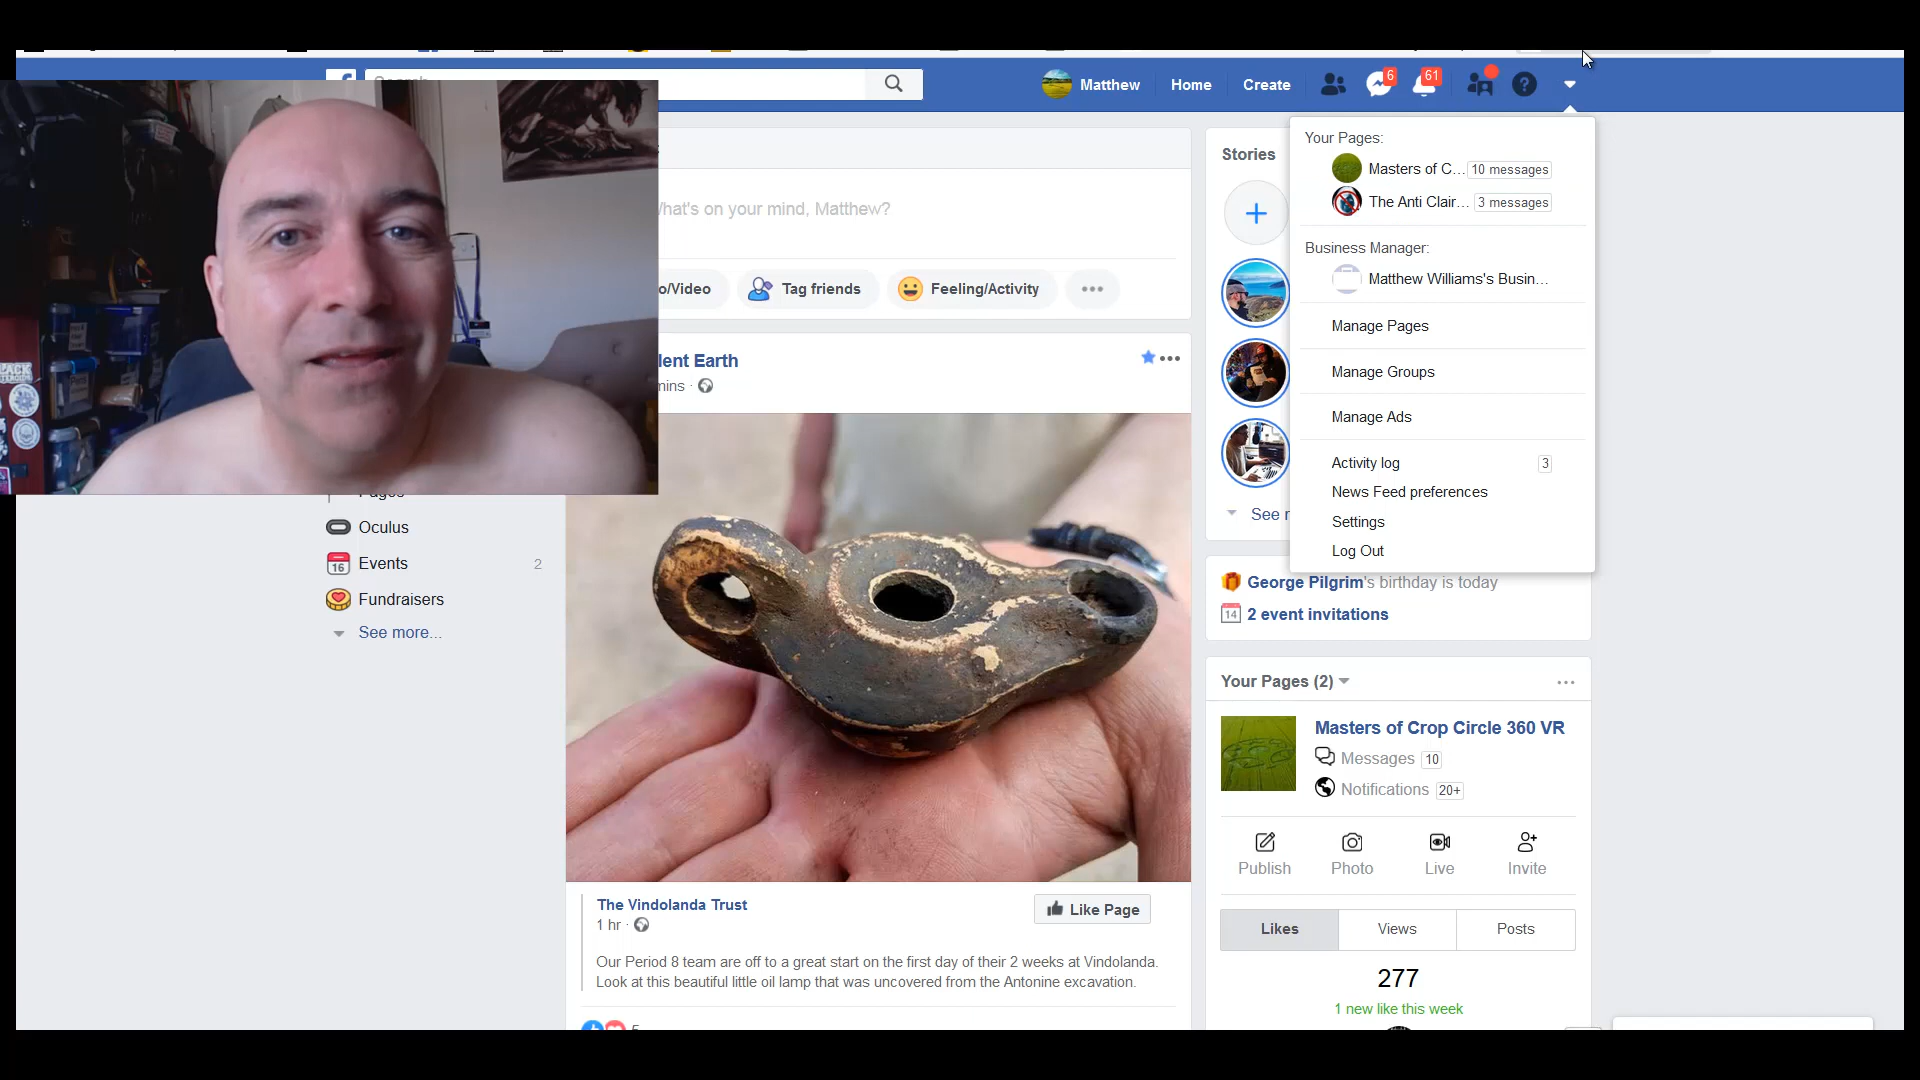 Search
Matthew
Home
Create
6
61
Your Pages:
Masters of C... 10 messages
The Anti Clair... 3 messages
Business Manager:
Matthew Williams's Busin...
Manage Pages
Manage Groups
Manage Ads
Activity log 3
News Feed preferences
Settings
Log Out
hat's on your mind, Matthew?
o/Video
Tag friends
Feeling/Activity
lent Earth
mins ·
Pages
Oculus
16 Events 2
Fundraisers
See more...
The Vindolanda Trust
1 hr ·
Like Page
Our Period 8 team are off to a great start on the first day of their 2 weeks at Vindolanda.
Look at this beautiful little oil lamp that was uncovered from the Antonine excavation.
5
Stories
See
George Pilgrim's birthday is today
14 2 event invitations
Your Pages (2)
Masters of Crop Circle 360 VR
Messages 10
Notifications 20+
Publish
Photo
Live
Invite
Likes
Views
Posts
277
1 new like this week